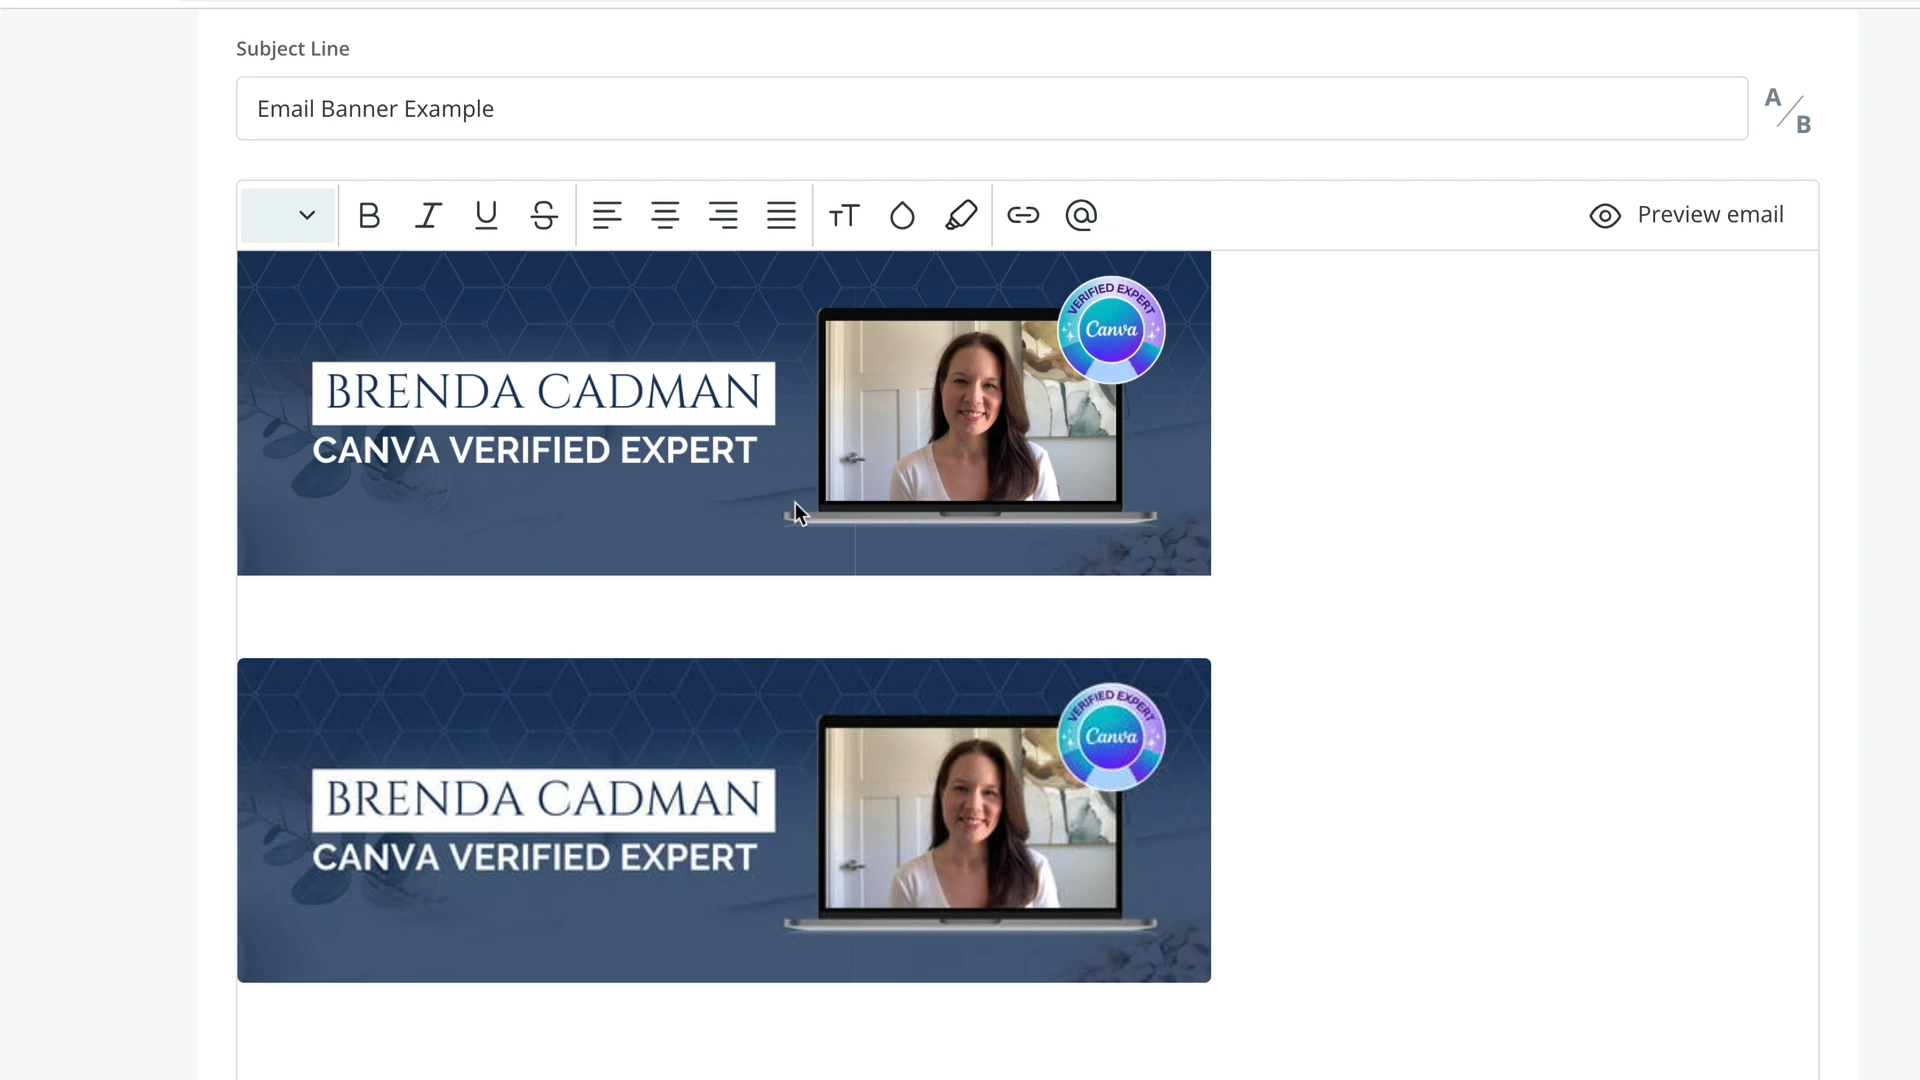 Subject Line
Email Banner Example
A
B
B I U S
TT
@
Preview email
VERIFIED EXPERT
Canva
BRENDA CADMAN
CANVA VERIFIED EXPERT
VERIFIED EXPERT
Canva
BRENDA CADMAN
CANVA VERIFIED EXPERT